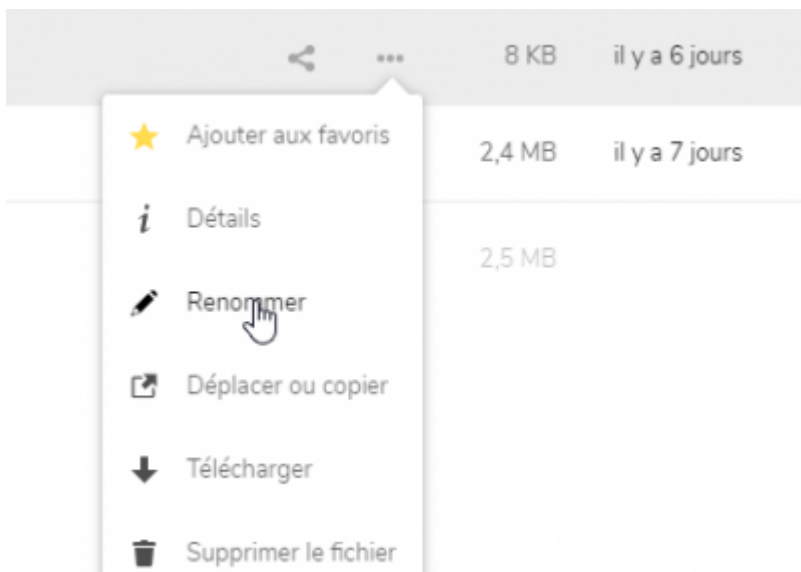 8 KB il y a 6 jours
Ajouter aux favoris
2,4 MB il y a 7 jours
Détails
2,5 MB
Renommer
Déplacer ou copier
Télécharger
Supprimer le fichier